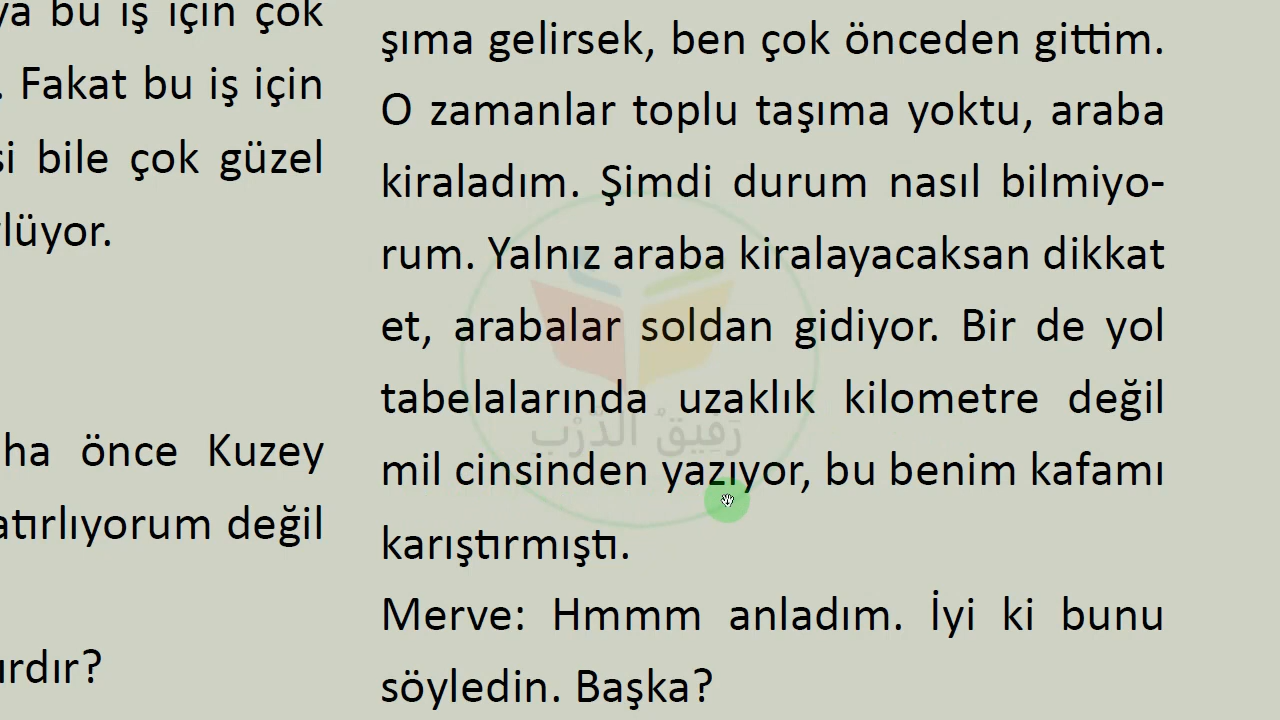 ya bu iş için çok
. Fakat bu iş için
si bile çok güzel
lüyor.
ha önce Kuzey
atırlıyorum değil
ırdır?
şıma gelirsek, ben çok önceden gittim.
O zamanlar toplu taşıma yoktu, araba
kiraladım. Şimdi durum nasıl bilmiyo-
rum. Yalnız araba kiralayacaksan dikkat
et, arabalar soldan gidiyor. Bir de yol
tabelalarında uzaklık kilometre değil
mil cinsinden yazıyor, bu benim kafamı
karıştırmıştı.
Merve: Hmmm anladım. İyi ki bunu
söyledin. Başka?
رَفِيقُ الدَّرْب